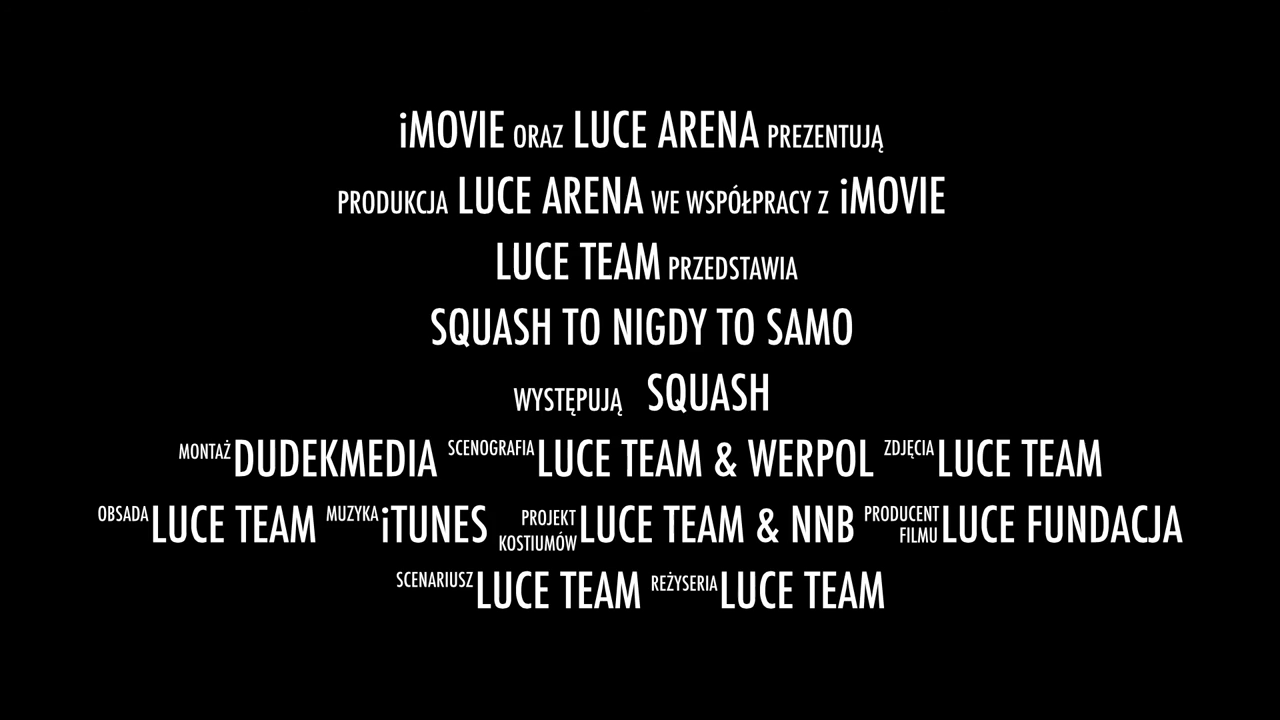 iMOVIE ORAZ LUCE ARENA PREZENTUJĄ
PRODUKCJA LUCE ARENA WE WSPÓŁPRACY Z iMOVIE
LUCE TEAM PRZEDSTAWIA
SQUASH TO NIGDY TO SAMO
WYSTĘPUJĄ SQUASH
MONTAŻ DUDEKMEDIA SCENOGRAFIA LUCE TEAM & WERPOL ZDJĘCIA LUCE TEAM
OBSADA LUCE TEAM MUZYKA iTUNES PROJEKT KOSTIUMÓW LUCE TEAM & NNB PRODUCENT FILMU LUCE FUNDACJA
SCENARIUSZ LUCE TEAM REŻYSERIA LUCE TEAM